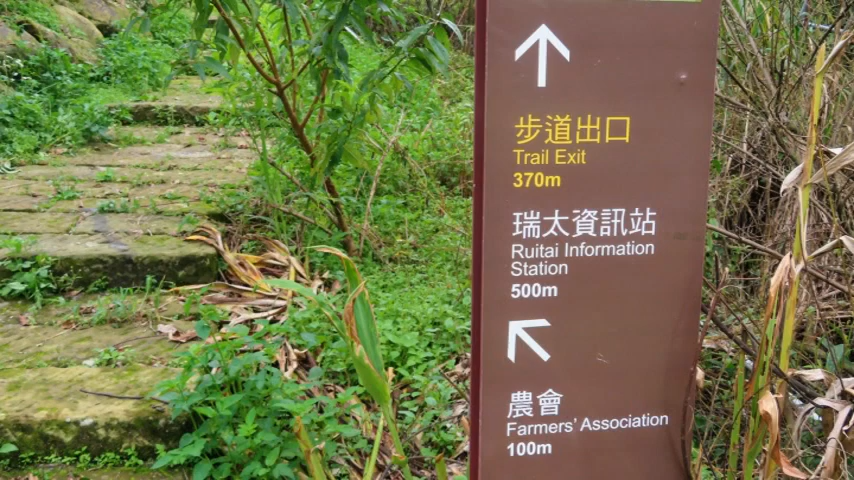 步道出口
Trail Exit
370m
瑞太資訊站
Ruitai Information
Station
500m
農會
Farmers' Association
100m